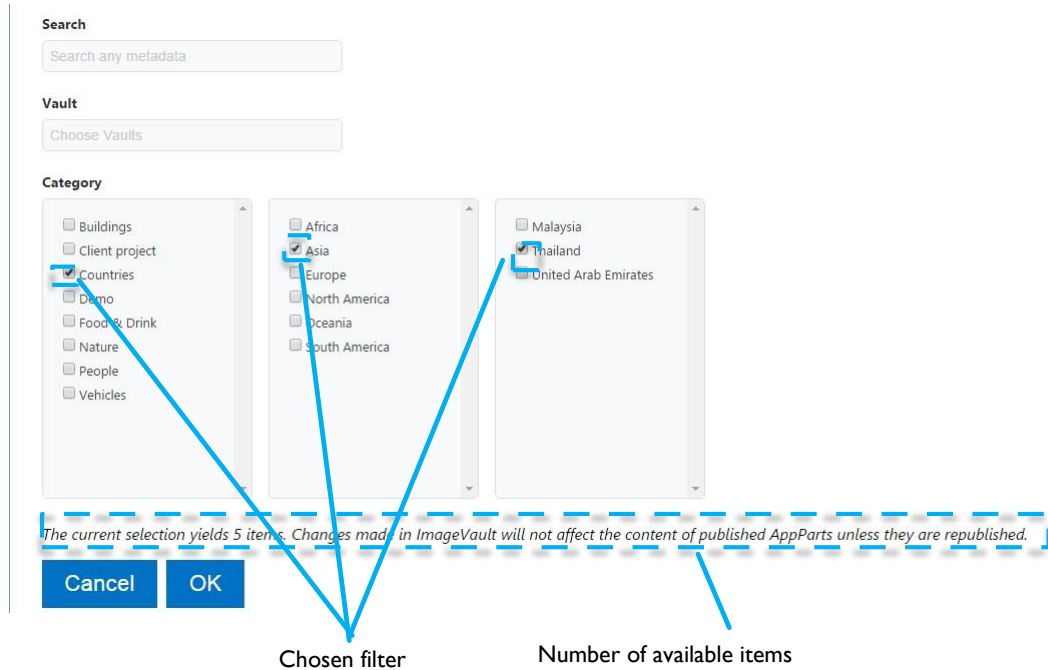 Search
Search any metadata
Vault
Choose Vaults
Category
Buildings
Client project
Countries
Demo
Food & Drink
Nature
People
Vehicles
Africa
Asia
Europe
North America
Oceania
South America
Malaysia
Thailand
United Arab Emirates
The current selection yields 5 items. Changes made in ImageVault will not affect the content of published AppParts unless they are republished.
Cancel OK
Chosen filter
Number of available items